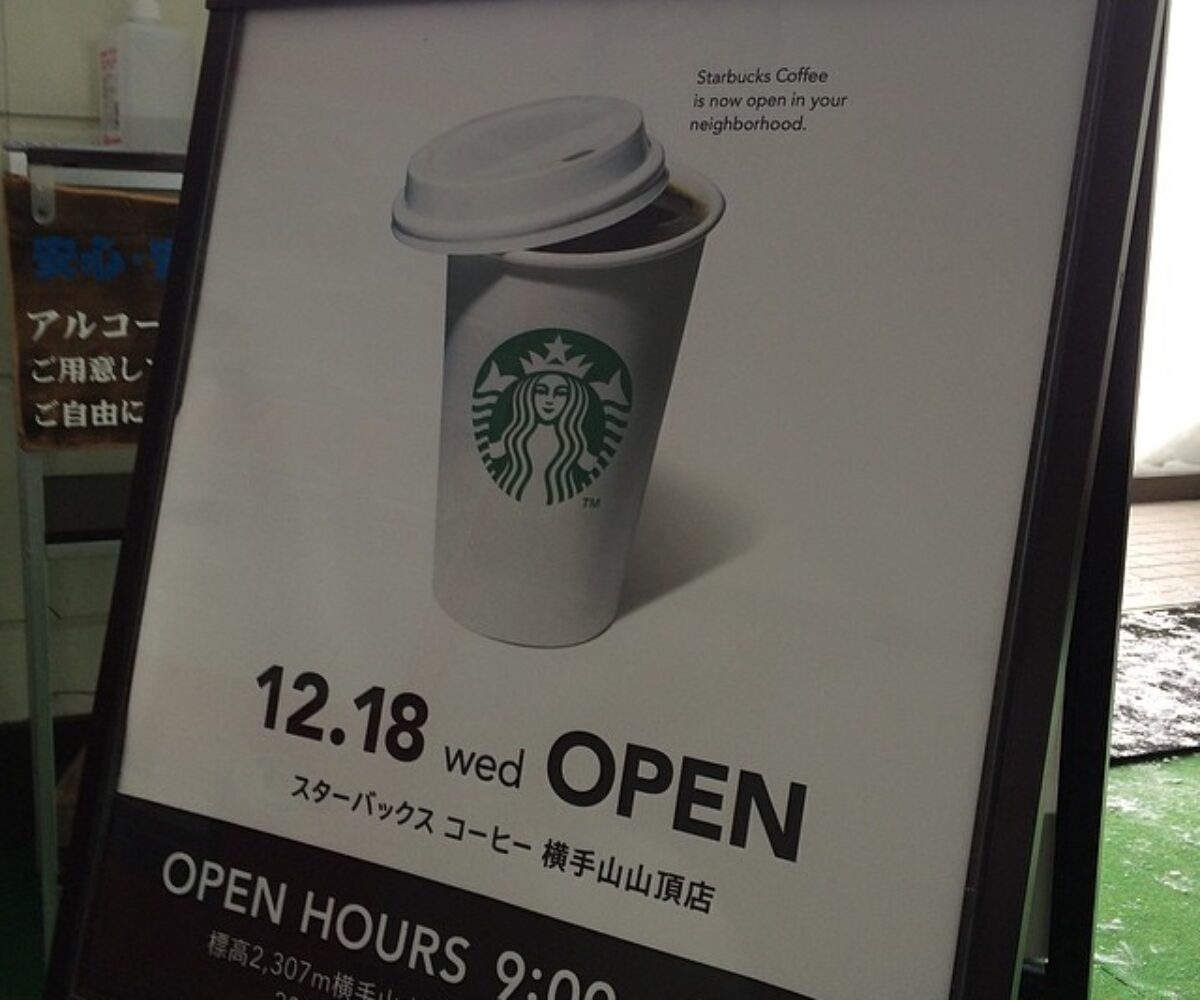 Starbucks Coffee
is now open in your
neighborhood.
TM
12.18 wed OPEN
スターバックス コーヒー 横手山山頂店
OPEN HOURS 9:00
標高2,307m横手山
安心・
アルコー
ご用意し
ご自由に